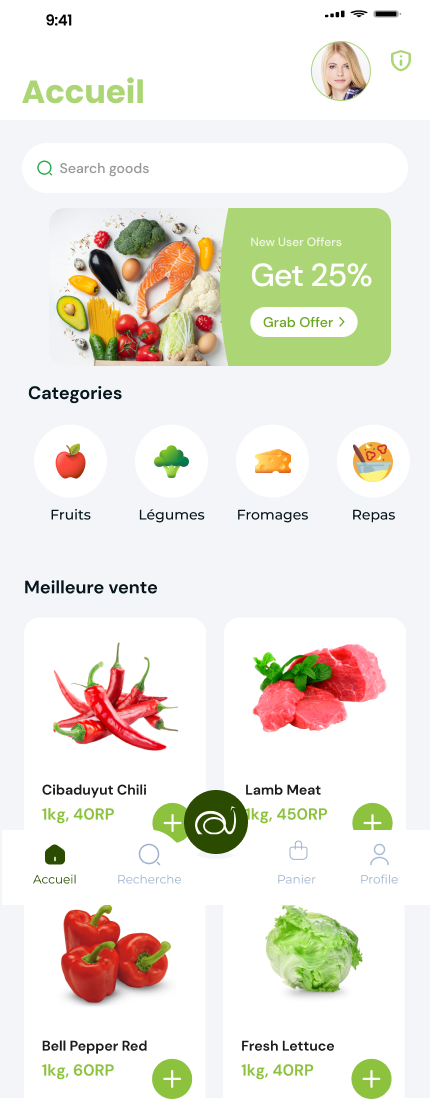 9:41
Accueil
Search goods
New User Offers
Get 25%
Grab Offer
Categories
Fruits Légumes Fromages Repas
Meilleure vente
Cibaduyut Chili Lamb Meat
1kg, 40RP 1kg, 450RP
Accueil Recherche Panier Profile
Bell Pepper Red Fresh Lettuce
1kg, 60RP 1kg, 40RP